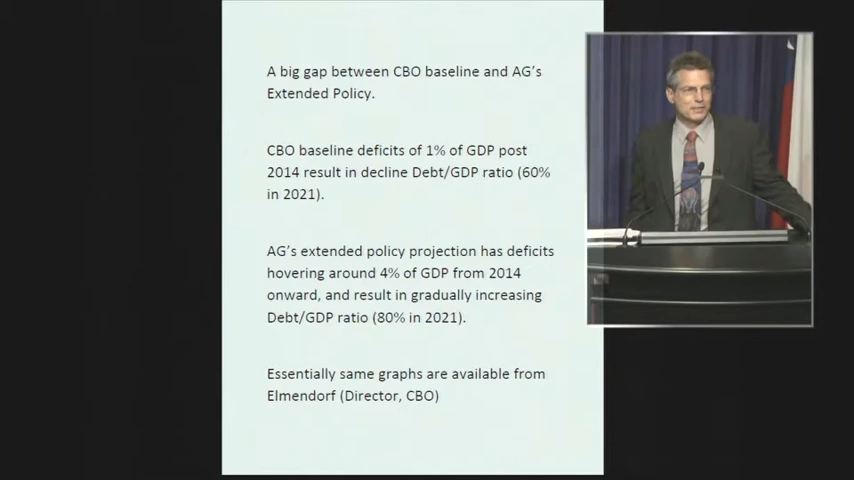 A big gap between CBO baseline and AG's
Extended Policy.
CBO baseline deficits of 1% of GDP post
2014 result in decline Debt/GDP ratio (60%
in 2021).
AG's extended policy projection has deficits
hovering around 4% of GDP from 2014
onward, and result in gradually increasing
Debt/GDP ratio (80% in 2021).
Essentially same graphs are available from
Elmendorf (Director, CBO)